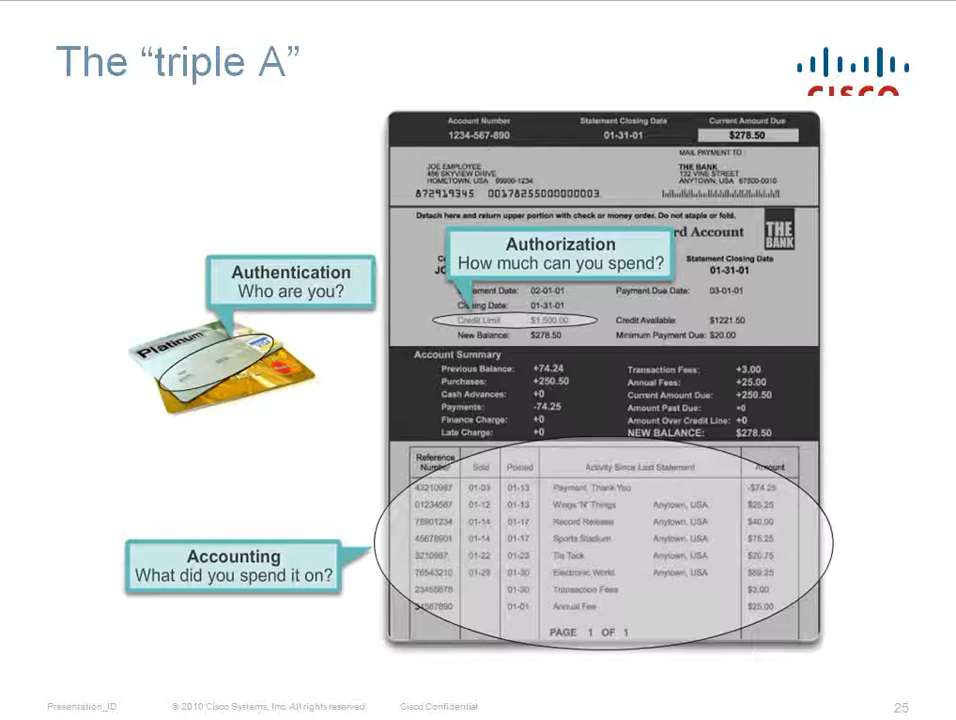 The “triple A”
CISCO
Account Number Statement Closing Date Current Amount Due
1234-567-890 01-31-01 $278.50
MAIL PAYMENT TO
JOE EMPLOYEE THE BANK
456 SKYVIEW DRIVE 132 VINE STREET
HOMETOWN, USA 99000-1234 ANYTOWN, USA 67500-0010
872919345 00178255000000003
Detach here and return upper portion with check or money order. Do not staple or fold.
rd Account THE BANK
Authorization
How much can you spend?
Statement Closing Date
JO 01-31-01
Authentication
Who are you?
Date: 02-01-01 Payment Due Date: 03-01-01
Closing Date: 01-31-01
Credit Limit $1,500.00 Credit Available: $1221.50
New Balance: $278.50 Minimum Payment Due: $20.00
Platinum
VISA
Account Summary
Previous Balance: +74.24 Transaction Fees: +3.00
Purchases: +250.50 Annual Fees: +25.00
Cash Advances: +0 Current Amount Due: +250.50
Payments: -74.25 Amount Past Due: +0
Finance Charge: +0 Amount Over Credit Line: +0
Late Charge: +0 NEW BALANCE: $278.50
Reference
Number Sold Posted Activity Since Last Statement Amount
43210987 01-03 01-13 Payment, Thank You -$74.25
01234567 01-12 01-13 Wings 'N' Things Anytown, USA $25.25
78901234 01-14 01-17 Record Release Anytown, USA $40.00
45678901 01-14 01-17 Sports Stadium Anytown, USA $75.25
3210987 01-22 01-23 Tie Tack Anytown, USA $20.75
76543210 01-29 01-30 Electronic World Anytown, USA $89.25
23455678 01-30 Transaction Fees $3.00
34567890 01-01 Annual Fee $25.00
PAGE 1 OF 1
Accounting
What did you spend it on?
Presentation_ID © 2010 Cisco Systems, Inc. All rights reserved. Cisco Confidential 25